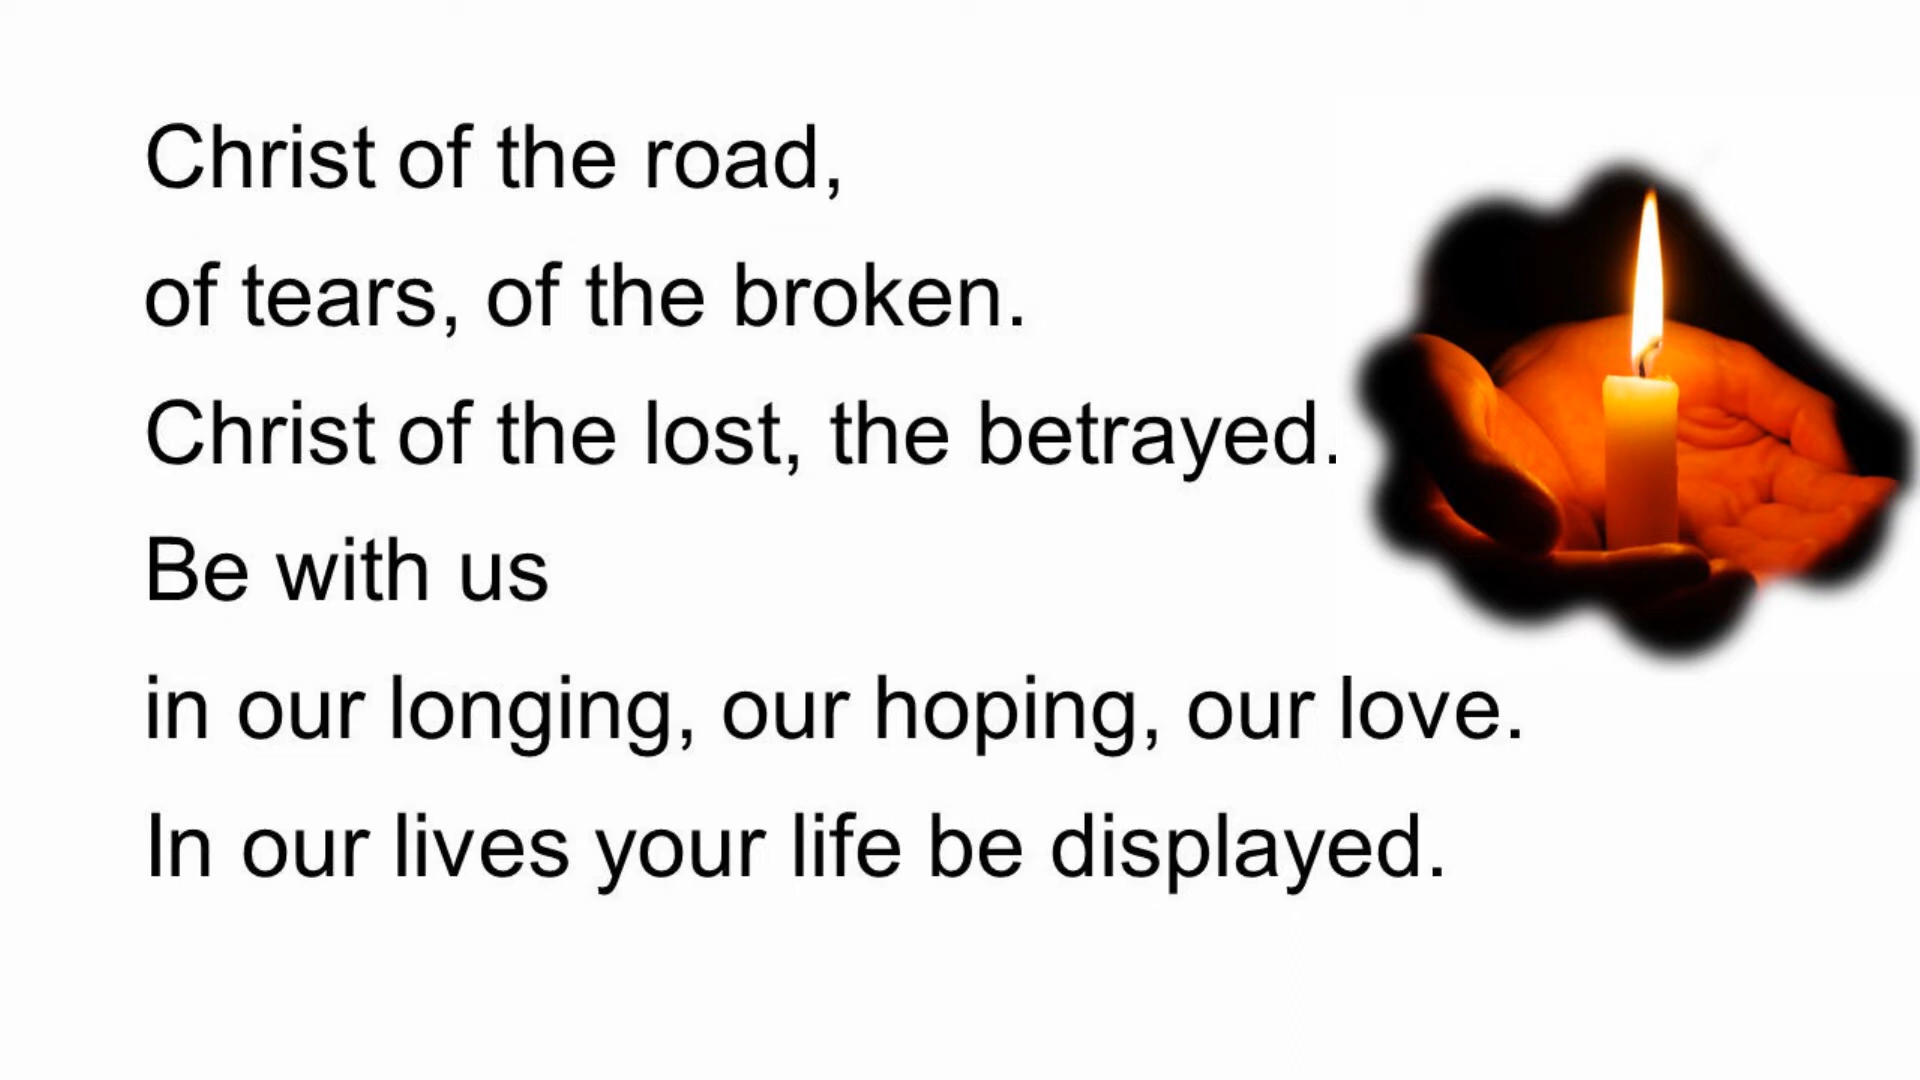 Christ of the road,
of tears, of the broken.
Christ of the lost, the betrayed.
Be with us
in our longing, our hoping, our love.
In our lives your life be displayed.